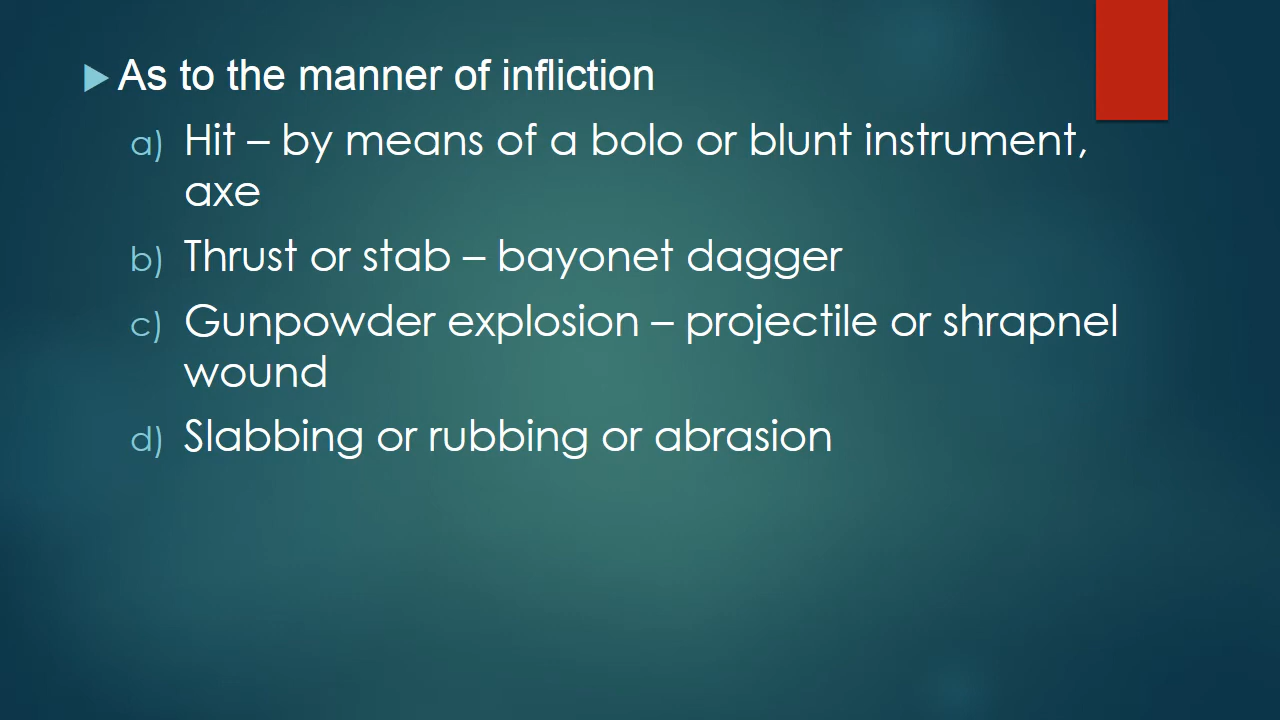 As to the manner of infliction
a) Hit – by means of a bolo or blunt instrument,
axe
b) Thrust or stab – bayonet dagger
c) Gunpowder explosion – projectile or shrapnel
wound
d) Slabbing or rubbing or abrasion